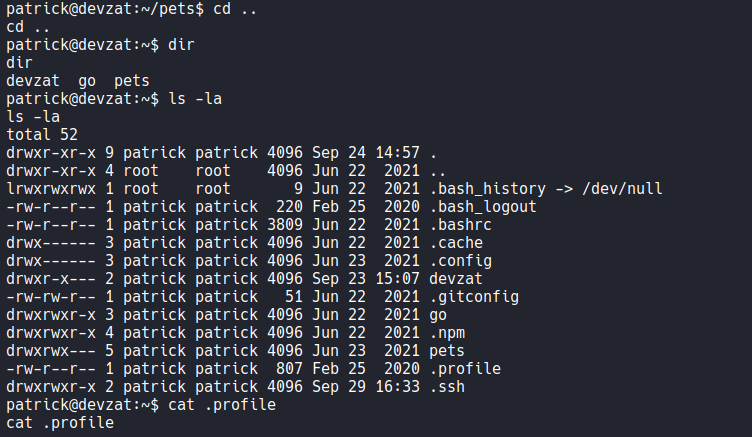 patrick@devzat:~/pets$ cd ..
cd ..
patrick@devzat:~$ dir
dir
devzat  go  pets
patrick@devzat:~$ ls -la
ls -la
total 52
drwxr-xr-x 9 patrick patrick 4096 Sep 24 14:57 .
drwxr-xr-x 4 root    root    4096 Jun 22  2021 ..
lrwxrwxrwx 1 root    root       9 Jun 22  2021 .bash_history -> /dev/null
-rw-r--r-- 1 patrick patrick  220 Feb 25  2020 .bash_logout
-rw-r--r-- 1 patrick patrick 3809 Jun 22  2021 .bashrc
drwx------ 3 patrick patrick 4096 Jun 22  2021 .cache
drwx------ 3 patrick patrick 4096 Jun 23  2021 .config
drwxr-x--- 2 patrick patrick 4096 Sep 23 15:07 devzat
-rw-rw-r-- 1 patrick patrick   51 Jun 22  2021 .gitconfig
drwxrwxr-x 3 patrick patrick 4096 Jun 22  2021 go
drwxrwxr-x 4 patrick patrick 4096 Jun 22  2021 .npm
drwxrwx--- 5 patrick patrick 4096 Jun 23  2021 pets
-rw-r--r-- 1 patrick patrick  807 Feb 25  2020 .profile
drwxrwxr-x 2 patrick patrick 4096 Sep 29 16:33 .ssh
patrick@devzat:~$ cat .profile
cat .profile